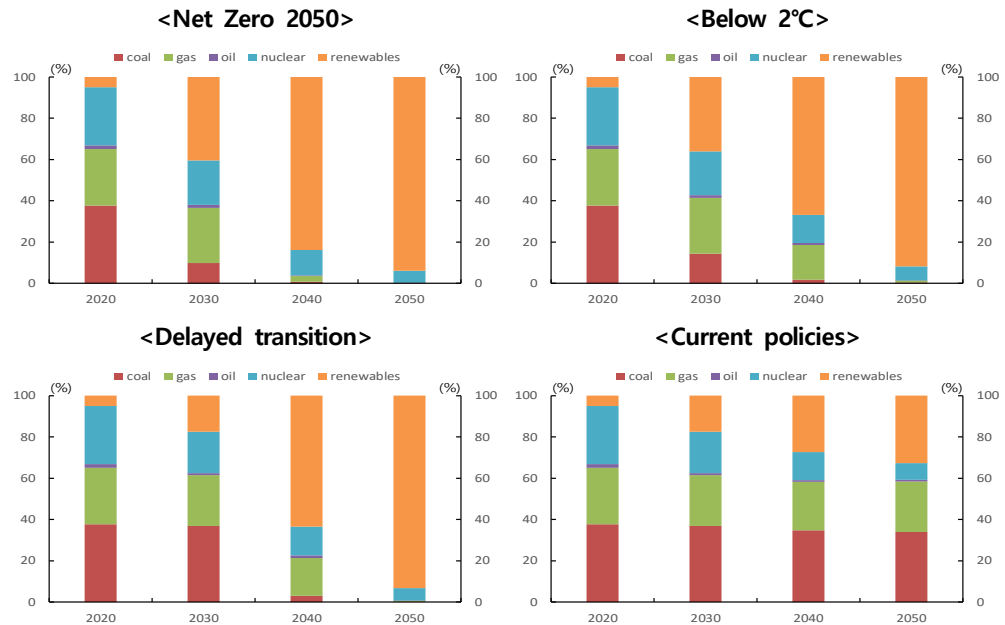 <Net Zero 2050>
coal gas oil nuclear renewables
(%) (%)
100 100
80 80
60 60
40 40
20 20
0 0
2020 2030 2040 2050
<Below 2℃>
coal gas oil nuclear renewables
(%) (%)
100 100
80 80
60 60
40 40
20 20
0 0
2020 2030 2040 2050
<Delayed transition>
coal gas oil nuclear renewables
(%) (%)
100 100
80 80
60 60
40 40
20 20
0 0
2020 2030 2040 2050
<Current policies>
coal gas oil nuclear renewables
(%) (%)
100 100
80 80
60 60
40 40
20 20
0 0
2020 2030 2040 2050